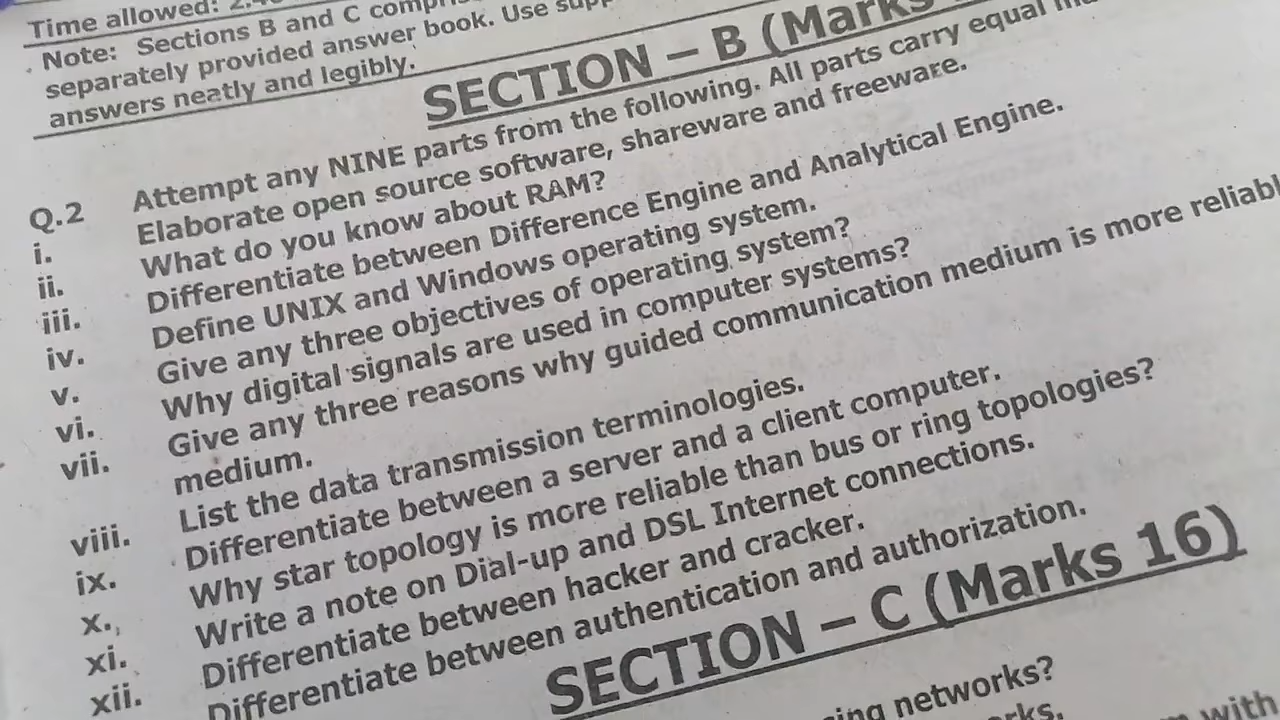 Time allowed:
Note: Sections B and C
separately provided answer book. Use
answers neatly and legibly.
SECTION – B (Marks
Q.2 Attempt any NINE parts from the following. All parts carry equal
i. Elaborate open source software, shareware and freeware.
ii. What do you know about RAM?
iii. Differentiate between Difference Engine and Analytical Engine.
iv. Define UNIX and Windows operating system.
v. Give any three objectives of operating system?
vi. Why digital signals are used in computer systems?
vii. Give any three reasons why guided communication medium is more
medium.
viii. List the data transmission terminologies.
ix. Differentiate between a server and a client computer.
x. Why star topology is more reliable than bus or ring topologies?
xi. Write a note on Dial-up and DSL Internet connections.
xii. Differentiate between hacker and cracker.
Differentiate between authentication and authorization.
SECTION – C (Marks 16)
networks?
with